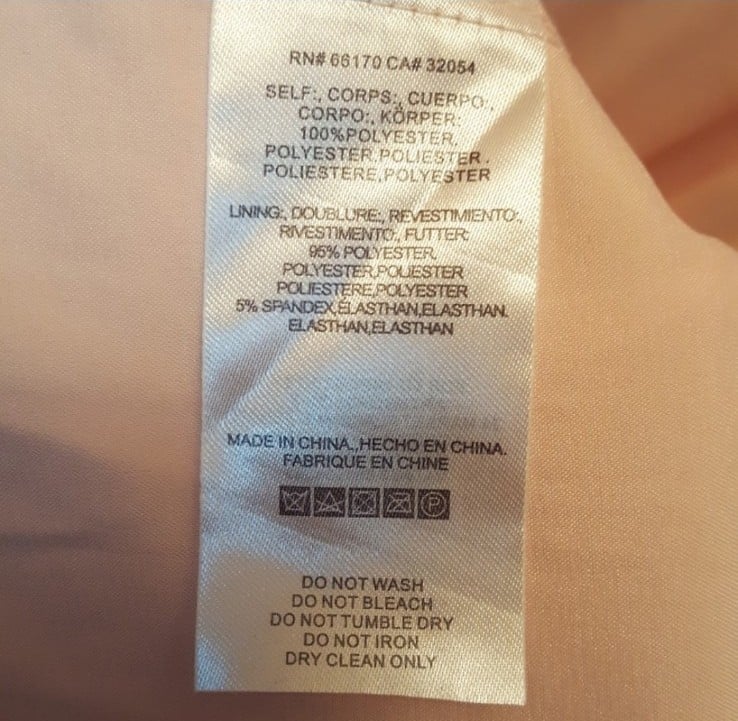 RN# 66170 CA# 32054
SELF:, CORPS:, CUERPO:,
CORPO:, KÖRPER:
100%POLYESTER,
POLYESTER,POLIESTER.
POLIESTERE,POLYESTER
LINING:, DOUBLURE:, REVESTIMIENTO:,
RIVESTIMENTO:, FUTTER:
95% POLYESTER,
POLYESTER,POLIESTER
POLIESTERE,POLYESTER
5% SPANDEX,ÉLASTHAN,ELASTHAN.
ELASTHAN,ELASTHAN
MADE IN CHINA.,HECHO EN CHINA.
FABRIQUE EN CHINE
P
DO NOT WASH
DO NOT BLEACH
DO NOT TUMBLE DRY
DO NOT IRON
DRY CLEAN ONLY